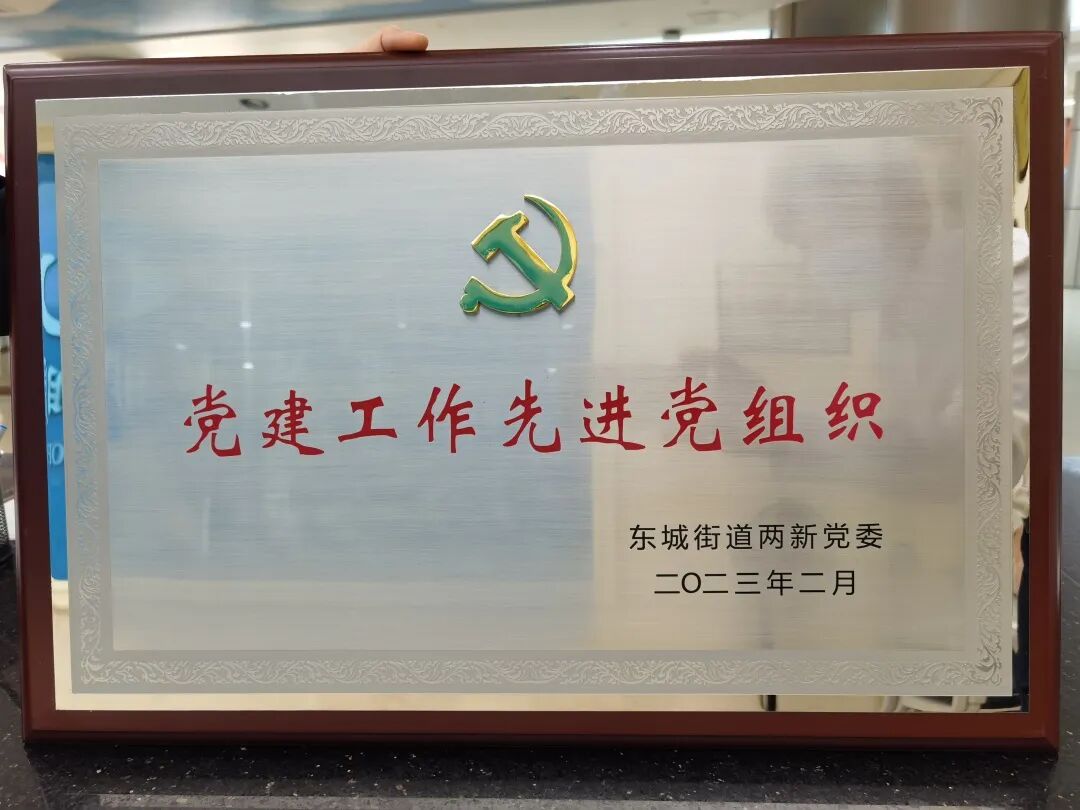 党建工作先进党组织
东城街道两新党委
二〇二三年二月